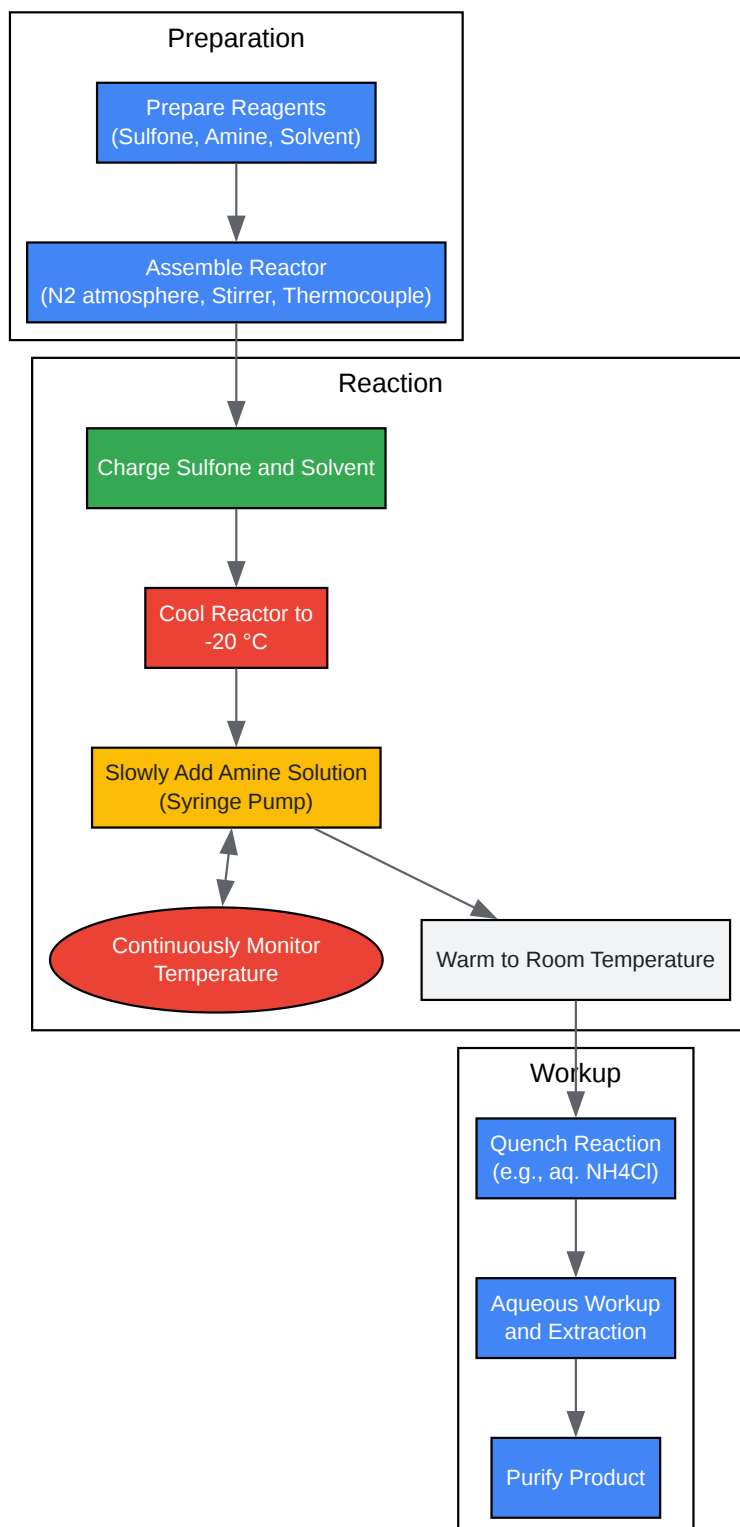 Preparation
Prepare Reagents
(Sulfone, Amine, Solvent)
Assemble Reactor
(N2 atmosphere, Stirrer, Thermocouple)
Reaction
Charge Sulfone and Solvent
Cool Reactor to
-20 °C
Slowly Add Amine Solution
(Syringe Pump)
Continuously Monitor
Temperature
Warm to Room Temperature
Workup
Quench Reaction
(e.g., aq. NH4Cl)
Aqueous Workup
and Extraction
Purify Product